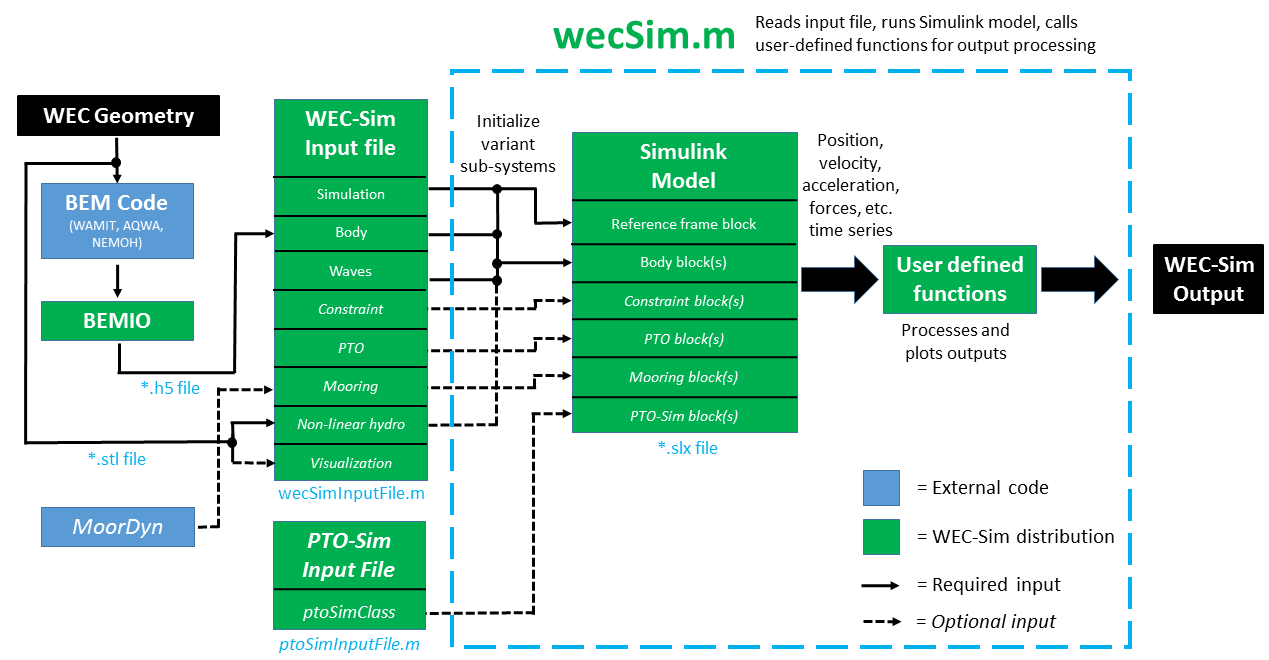 wecSim.m
Reads input file, runs Simulink model, calls
user-defined functions for output processing
WEC Geometry
BEM Code
(WAMIT, AQWA,
NEMOH)
BEMIO
*.h5 file
*.stl file
MoorDyn
WEC-Sim
Input file
Simulation
Body
Waves
Constraint
PTO
Mooring
Non-linear hydro
Visualization
wecSimInputFile.m
PTO-Sim
Input File
ptoSimClass
ptoSimInputFile.m
Initialize
variant
sub-systems
Simulink
Model
Reference frame block
Body block(s)
Constraint block(s)
PTO block(s)
Mooring block(s)
PTO-Sim block(s)
*.slx file
Position,
velocity,
acceleration,
forces, etc.
time series
User defined
functions
Processes and
plots outputs
WEC-Sim
Output
= External code
= WEC-Sim distribution
= Required input
= Optional input